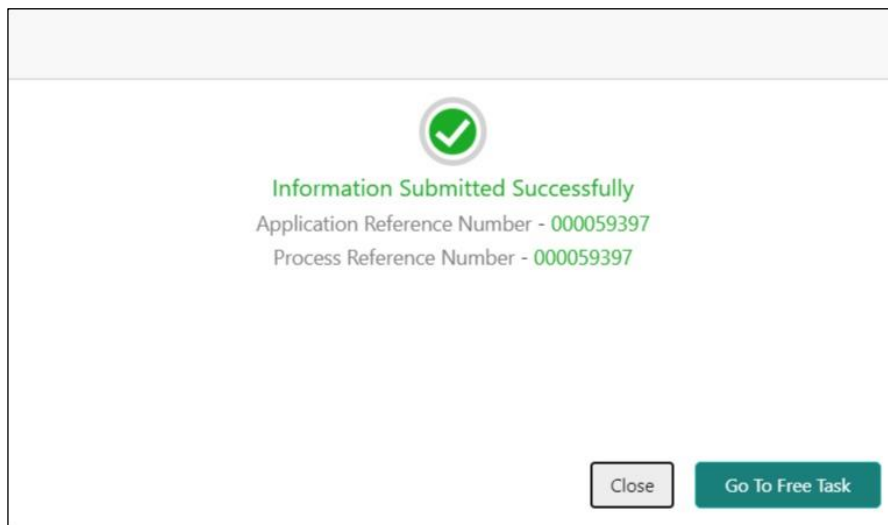 Information Submitted Successfully
Application Reference Number - 000059397
Process Reference Number - 000059397
Close
Go To Free Task